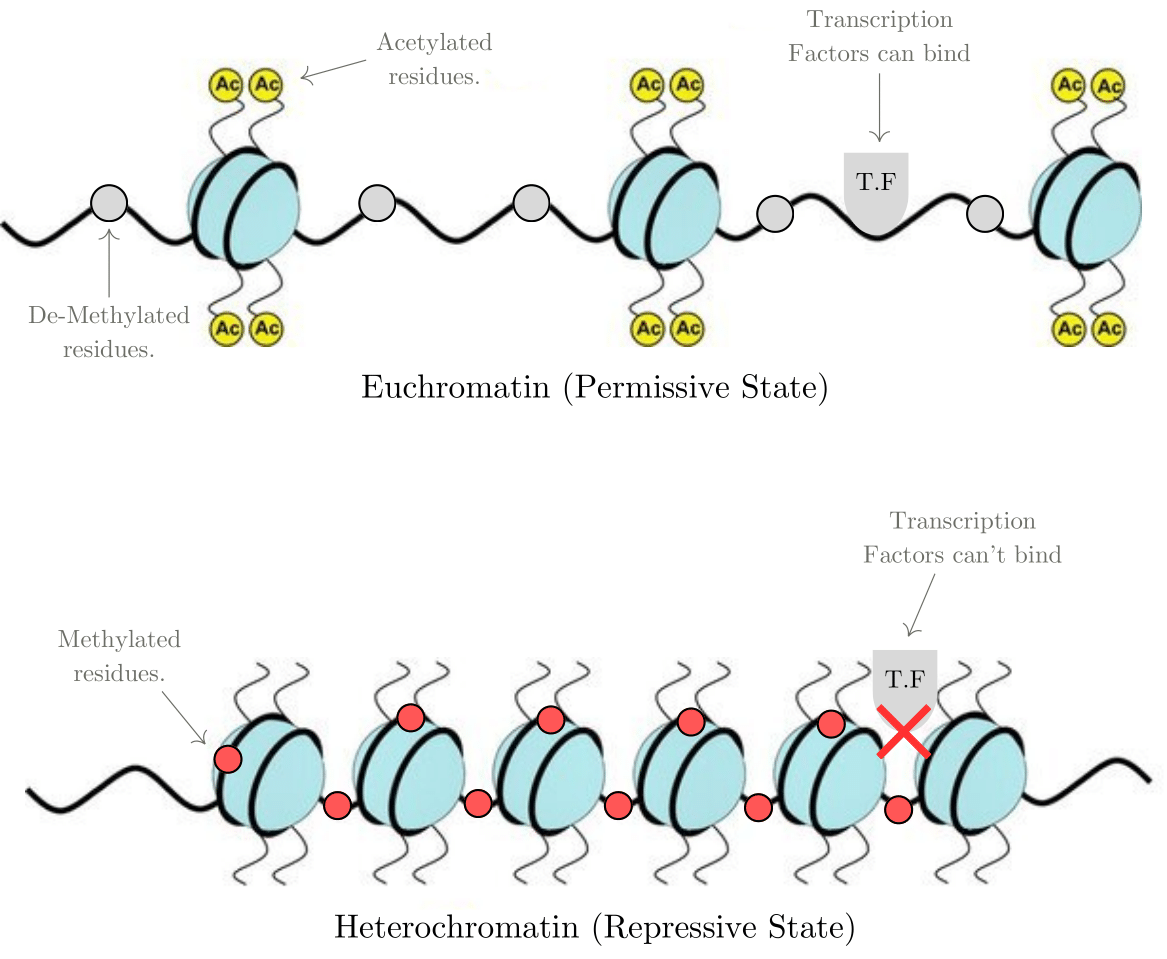 Transcription
Factors can bind
Acetylated
residues.
Ac Ac
Ac Ac
Ac Ac
T.F
De-Methylated
residues.
Ac Ac
Ac Ac
Ac Ac
Euchromatin (Permissive State)
Transcription
Factors can't bind
Methylated
residues.
T.F
Heterochromatin (Repressive State)